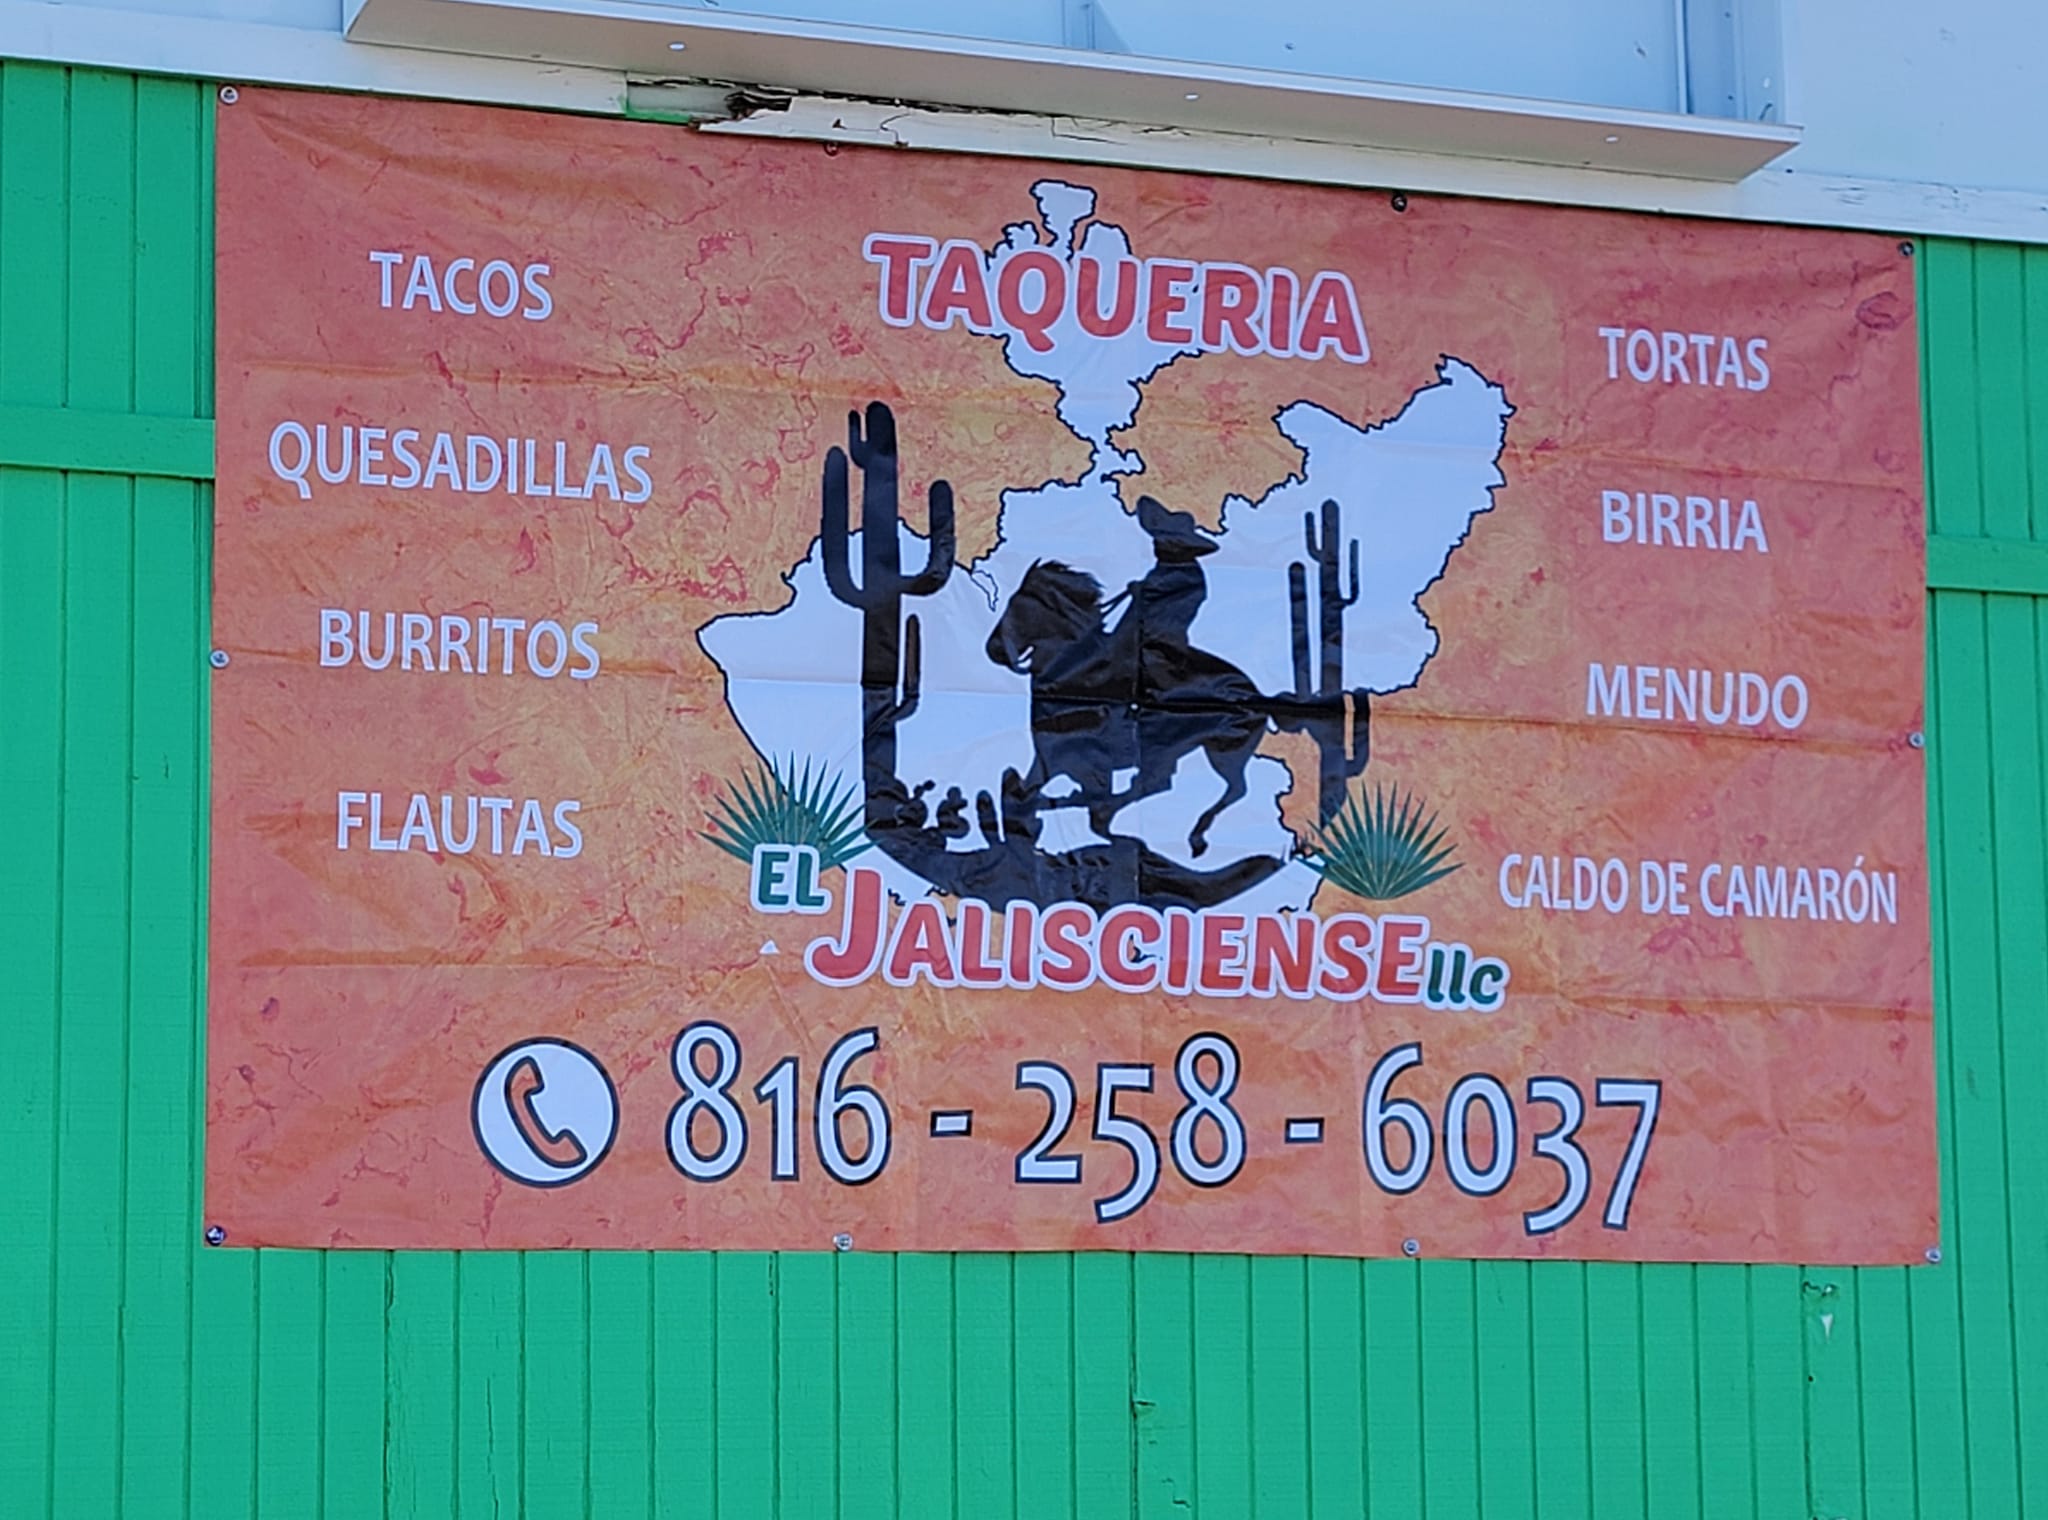 TAQUERIA
TACOS
QUESADILLAS
BURRITOS
FLAUTAS
TORTAS
BIRRIA
MENUDO
CALDO DE CAMARÓN
EL JALISCIENSE llc
816 - 258 - 6037